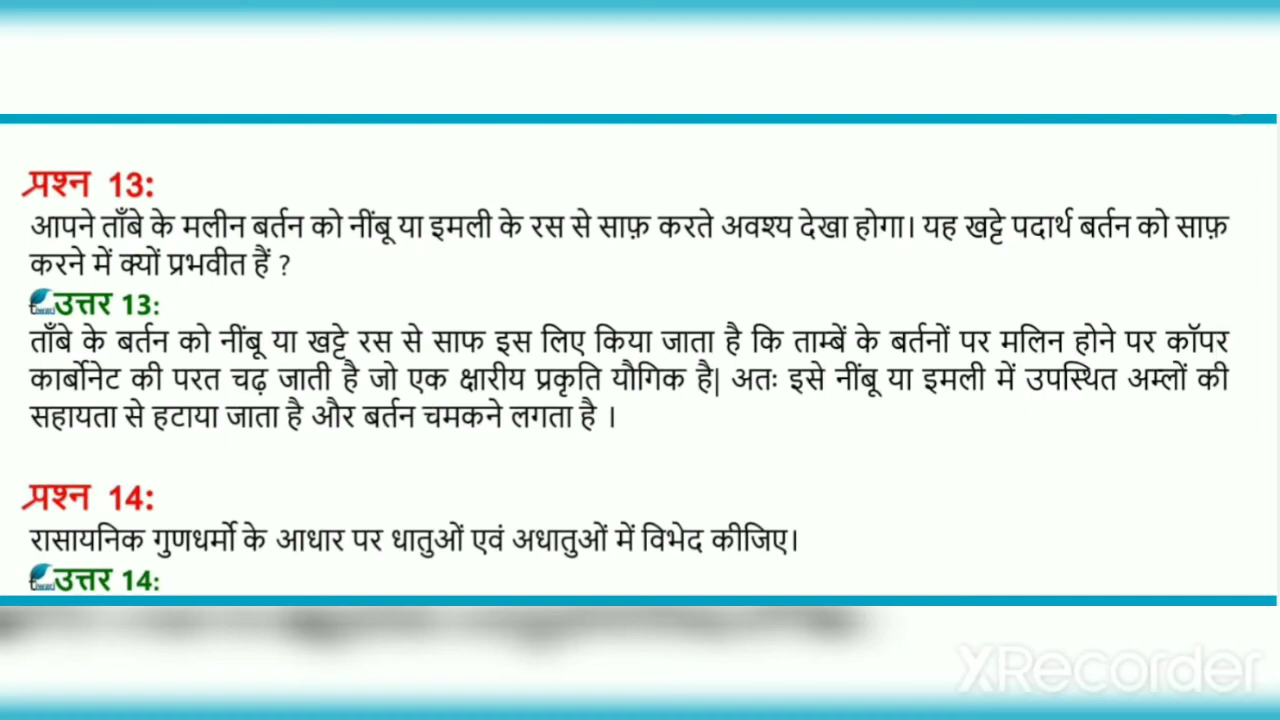 प्रश्न 13:
आपने ताँबे के मलीन बर्तन को नींबू या इमली के रस से साफ़ करते अवश्य देखा होगा। यह खट्टे पदार्थ बर्तन को साफ़
करने में क्यों प्रभवीत हैं ?
उत्तर 13:
ताँबे के बर्तन को नींबू या खट्टे रस से साफ इस लिए किया जाता है कि ताम्बें के बर्तनों पर मलिन होने पर कॉपर
कार्बोनेट की परत चढ़ जाती है जो एक क्षारीय प्रकृति यौगिक है| अतः इसे नींबू या इमली में उपस्थित अम्लों की
सहायता से हटाया जाता है और बर्तन चमकने लगता है ।
प्रश्न 14:
रासायनिक गुणधर्मो के आधार पर धातुओं एवं अधातुओं में विभेद कीजिए।
उत्तर 14:
XRecorder